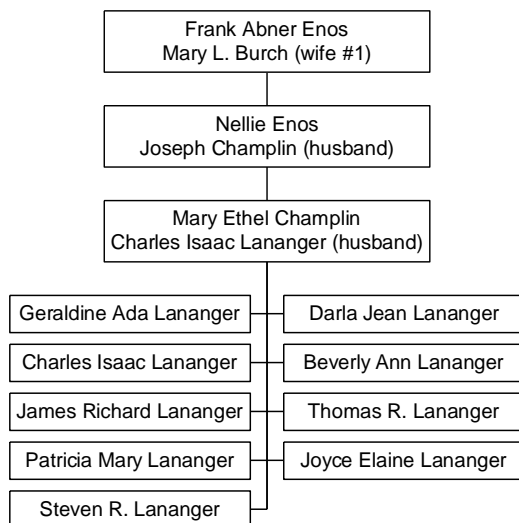 Frank Abner Enos
Mary L. Burch (wife #1)
Nellie Enos
Joseph Champlin (husband)
Mary Ethel Champlin
Charles Isaac Lananger (husband)
Geraldine Ada Lananger
Darla Jean Lananger
Charles Isaac Lananger
Beverly Ann Lananger
James Richard Lananger
Thomas R. Lananger
Patricia Mary Lananger
Joyce Elaine Lananger
Steven R. Lananger